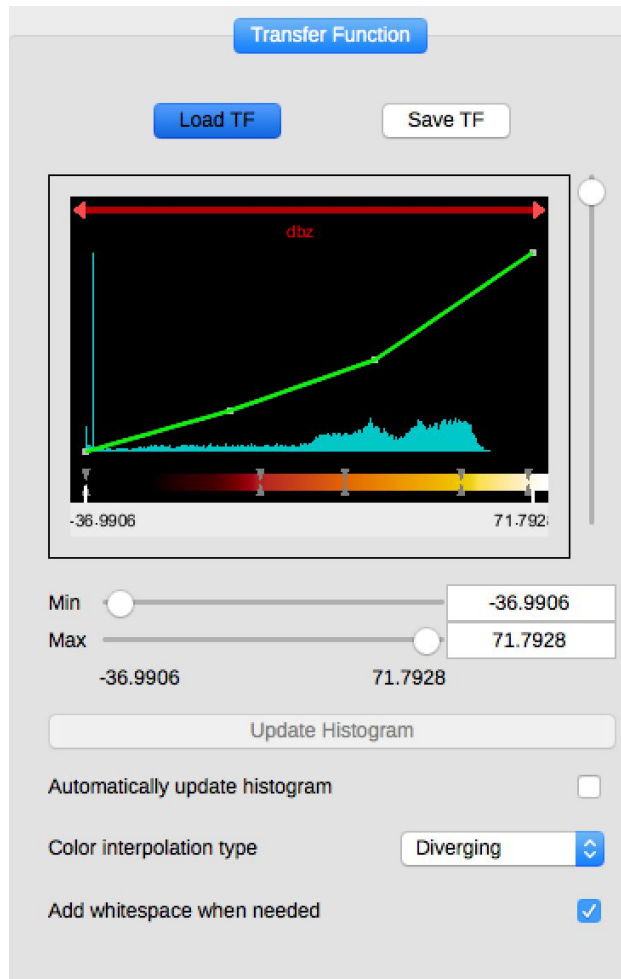 Transfer Function
Load TF Save TF
dbz
-36.9906 71.792
Min -36.9906
Max 71.7928
-36.9906 71.7928
Update Histogram
Automatically update histogram
Color interpolation type Diverging
Add whitespace when needed